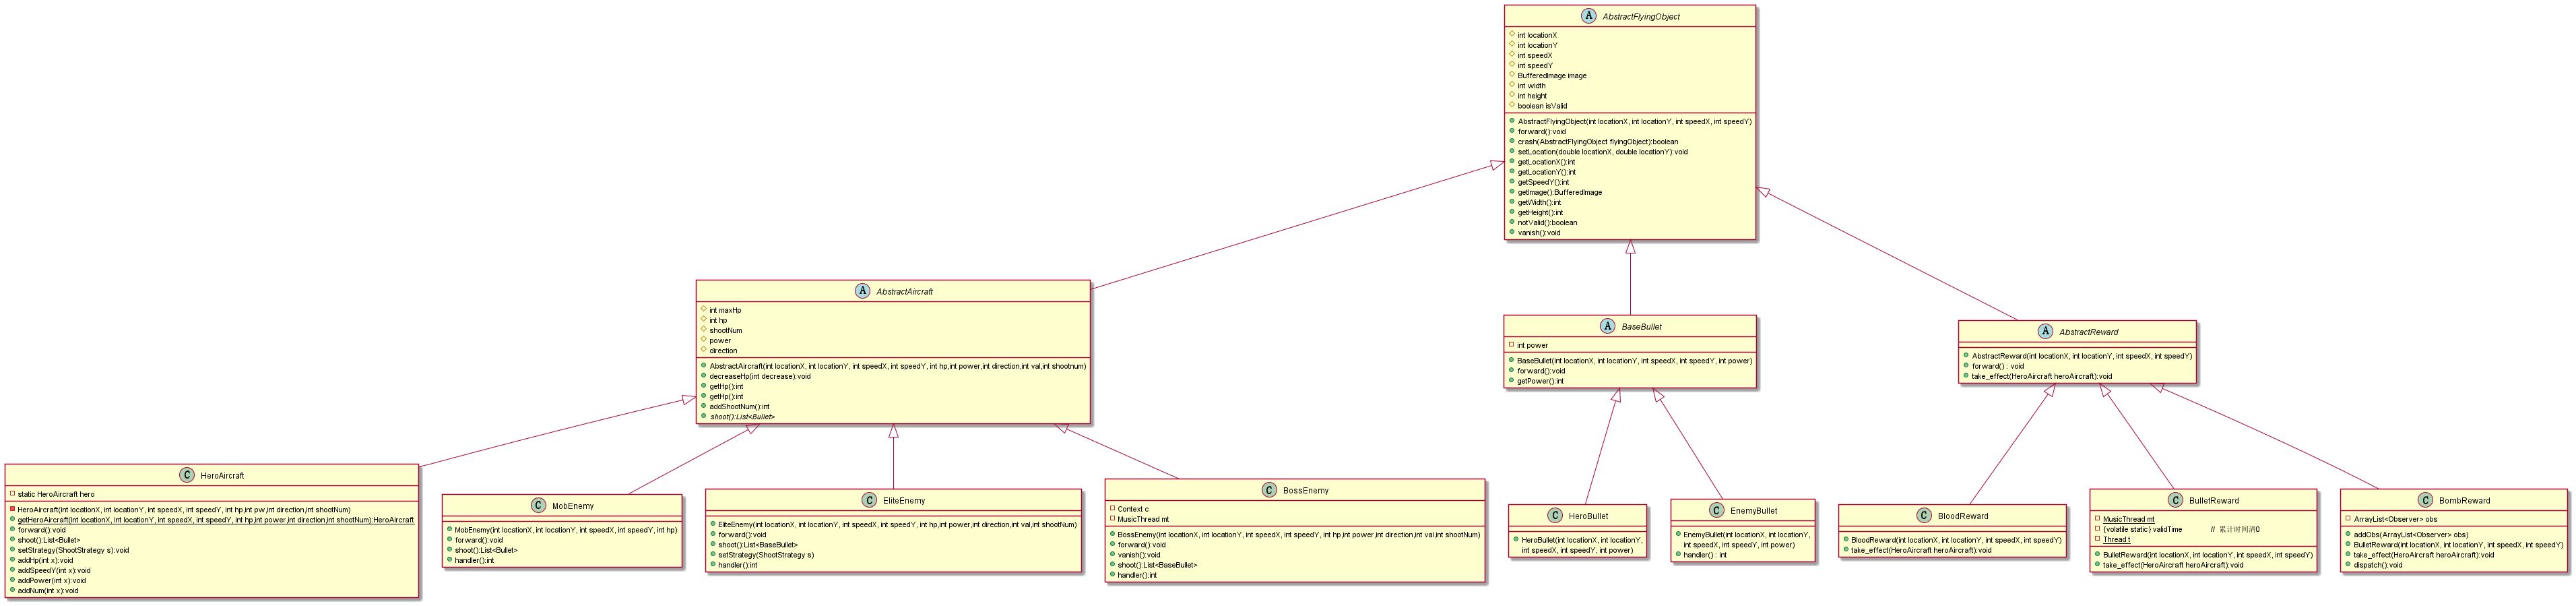 A AbstractFlyingObject
int locationX
int locationY
int speedX
int speedY
BufferedImage image
int width
int height
boolean isValid
AbstractFlyingObject(int locationX, int locationY, int speedX, int speedY)
forward():void
crash(AbstractFlyingObject flyingObject):boolean
setLocation(double locationX, double locationY):void
getLocationX():int
getLocationY():int
getSpeedY():int
getImage():BufferedImage
getWidth():int
getHeight():int
notValid():boolean
vanish():void
A AbstractAircraft
int maxHp
int hp
shootNum
power
direction
AbstractAircraft(int locationX, int locationY, int speedX, int speedY, int hp,int power,int direction,int val,int shootnum)
decreaseHp(int decrease):void
getHp():int
getHp():int
addShootNum():int
shoot():List<Bullet>
A BaseBullet
int power
BaseBullet(int locationX, int locationY, int speedX, int speedY, int power)
forward():void
getPower():int
A AbstractReward
AbstractReward(int locationX, int locationY, int speedX, int speedY)
forward() : void
take_effect(HeroAircraft heroAircraft):void
C HeroAircraft
static HeroAircraft hero
HeroAircraft(int locationX, int locationY, int speedX, int speedY, int hp,int pw,int direction,int shootNum)
getHeroAircraft(int locationX, int locationY, int speedX, int speedY, int hp,int power,int direction,int shootNum):HeroAircraft
forward():void
shoot():List<Bullet>
setStrategy(ShootStrategy s):void
addHp(int x):void
addSpeedY(int x):void
addPower(int x):void
addNum(int x):void
C MobEnemy
MobEnemy(int locationX, int locationY, int speedX, int speedY, int hp)
forward():void
shoot():List<Bullet>
handler():int
C EliteEnemy
EliteEnemy(int locationX, int locationY, int speedX, int speedY, int hp,int power,int direction,int val,int shootNum)
forward():void
shoot():List<BaseBullet>
setStrategy(ShootStrategy s)
handler():int
C BossEnemy
Context c
MusicThread mt
BossEnemy(int locationX, int locationY, int speedX, int speedY, int hp,int power,int direction,int val,int shootNum)
forward():void
vanish():void
shoot():List<BaseBullet>
handler():int
C HeroBullet
HeroBullet(int locationX, int locationY,
int speedX, int speedY, int power)
C EnemyBullet
EnemyBullet(int locationX, int locationY,
int speedX, int speedY, int power)
handler() : int
C BloodReward
BloodReward(int locationX, int locationY, int speedX, int speedY)
take_effect(HeroAircraft heroAircraft):void
C BulletReward
MusicThread mt
{volatile static} validTime // 累计时间消0
Thread t
BulletReward(int locationX, int locationY, int speedX, int speedY)
take_effect(HeroAircraft heroAircraft):void
C BombReward
ArrayList<Observer> obs
addObs(ArrayList<Observer> obs)
BulletReward(int locationX, int locationY, int speedX, int speedY)
take_effect(HeroAircraft heroAircraft):void
dispatch():void